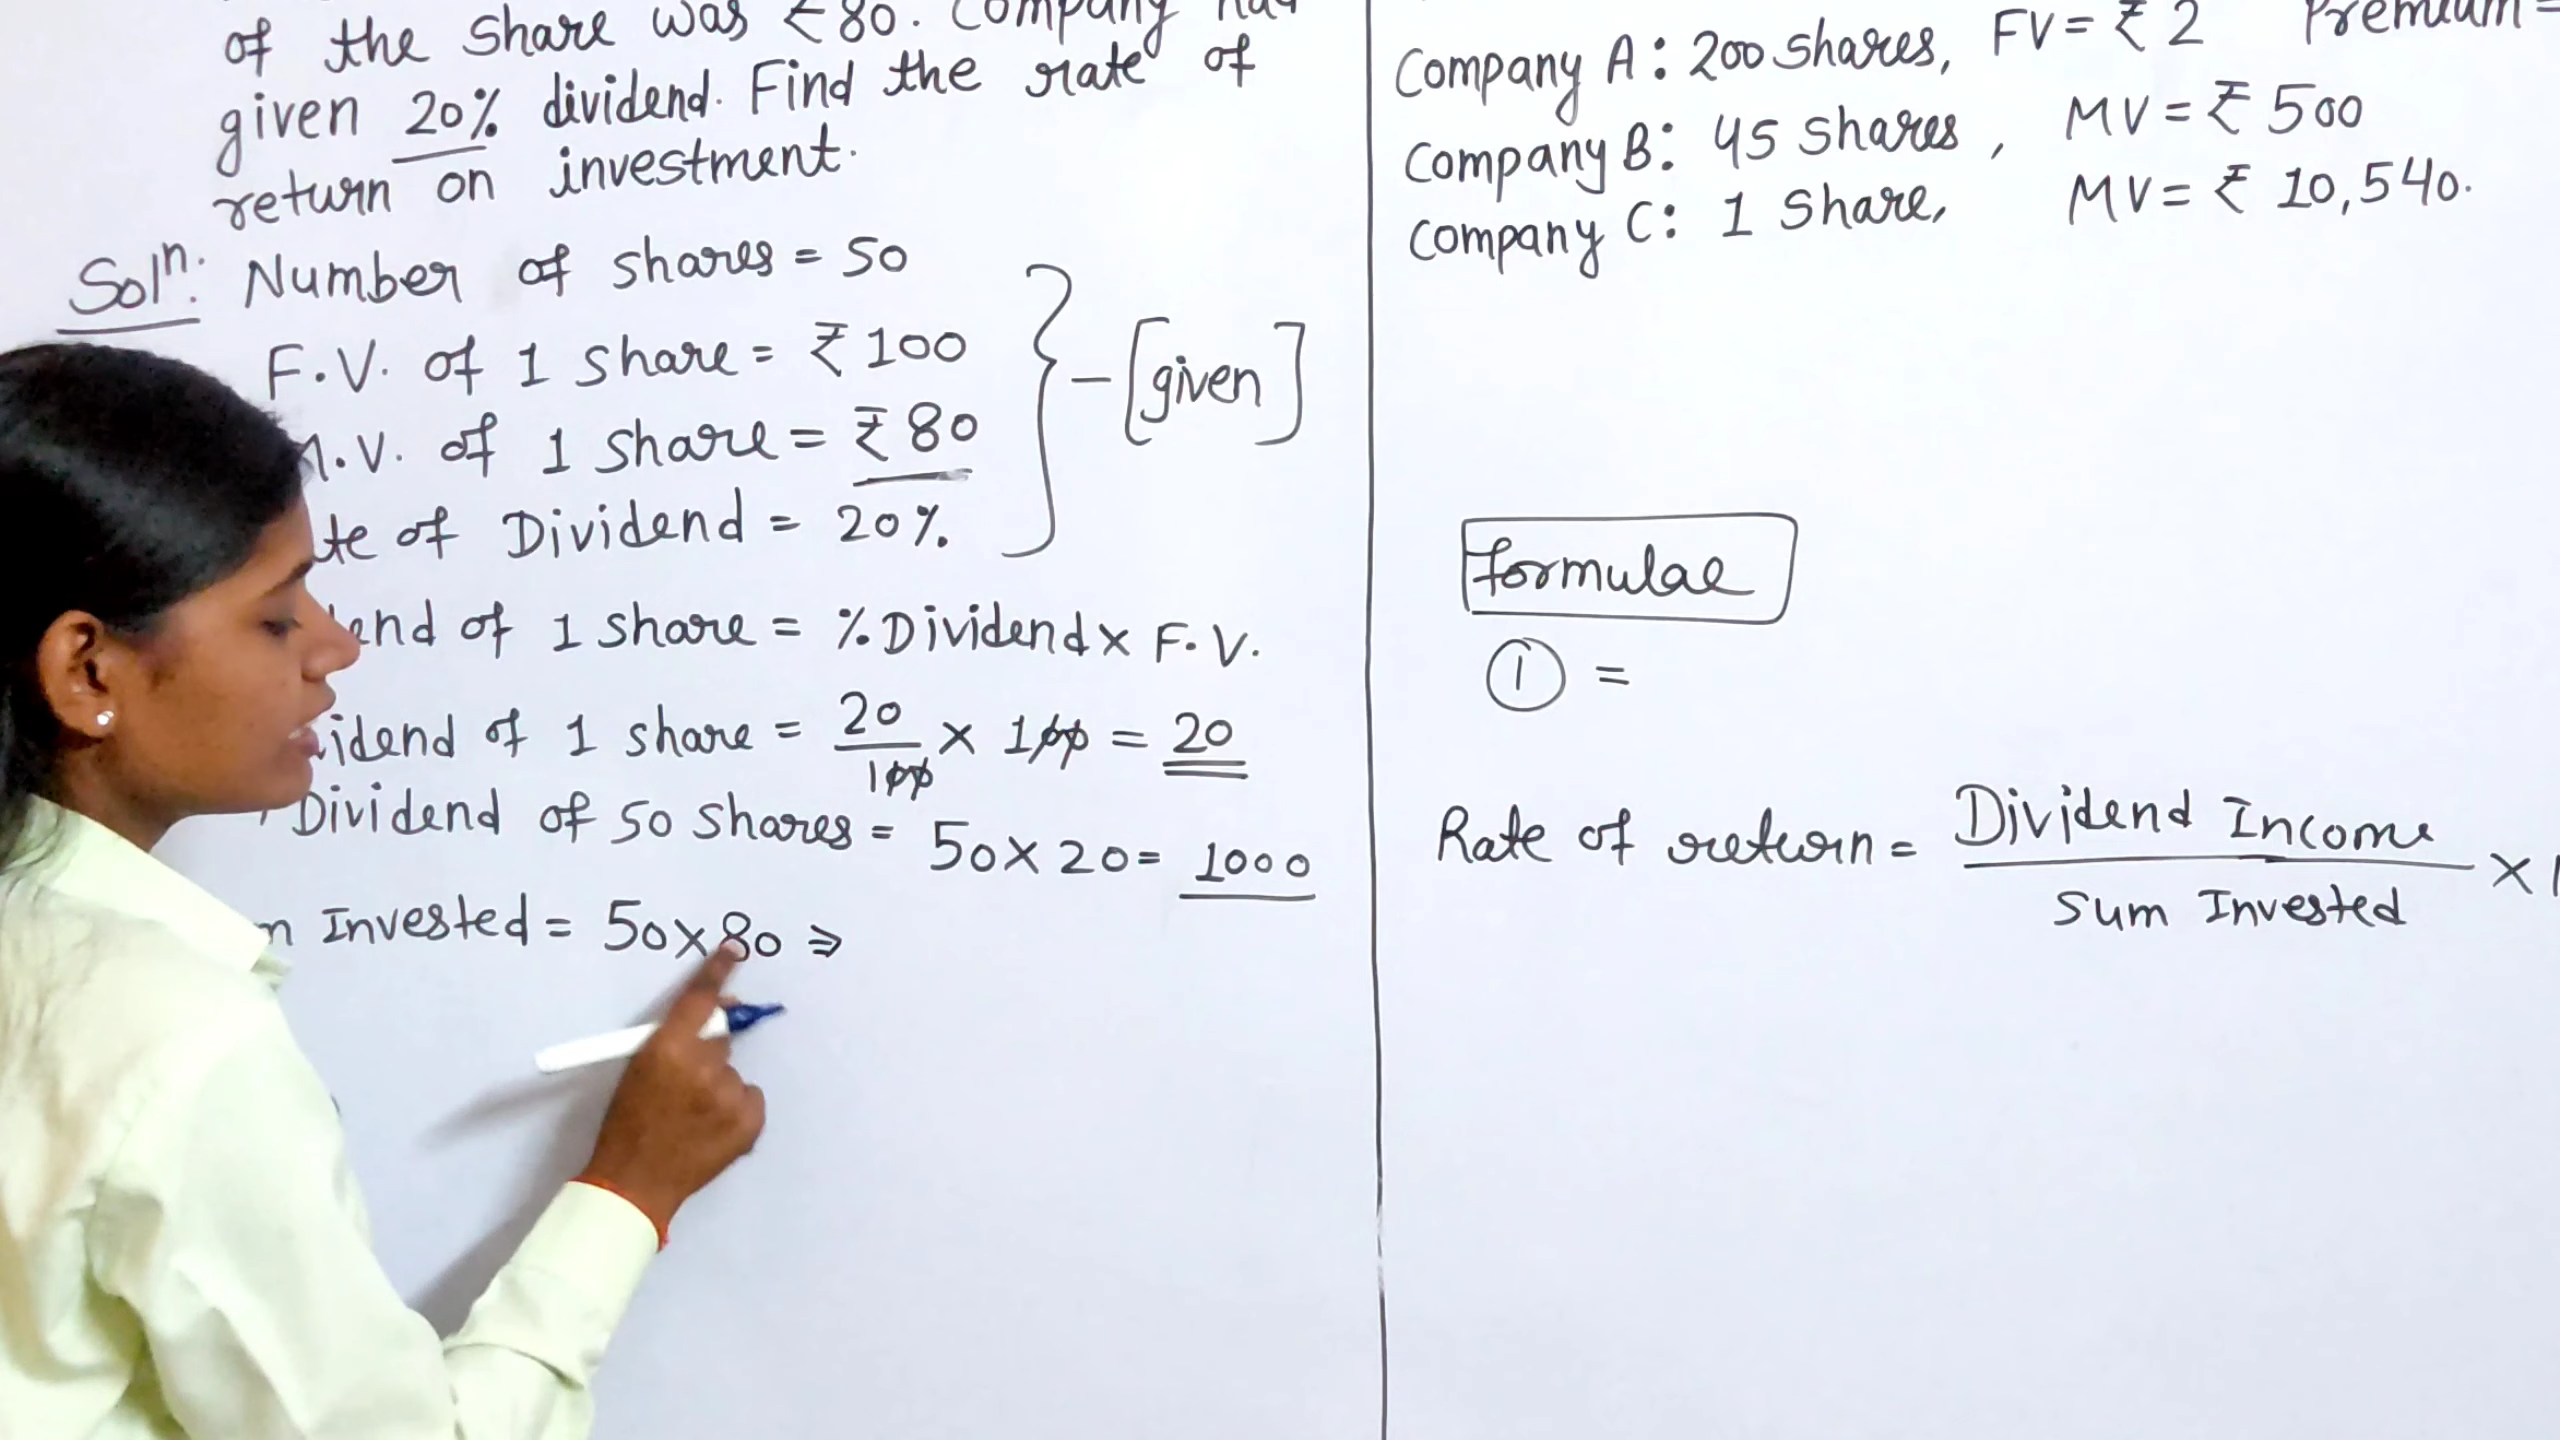 of the share was ₹80. Company had
given 20% dividend. Find the rate of
return on investment.
Solⁿ: Number of shares = 50
F.V. of 1 share = ₹100
.V. of 1 share = ₹80
te of Dividend = 20%.
} - [given]
end of 1 share = % Dividend x F.V.
idend of 1 share = 20/100 x 100 = 20
Dividend of 50 shares = 50 x 20 = 1000
Invested = 50x80 ⇒
Company A: 200 shares, FV = ₹2 Premium =
Company B: 45 shares, MV = ₹500
Company C: 1 share, MV = ₹10,540.
formulae
① =
Rate of return = Dividend Income / Sum Invested x 1